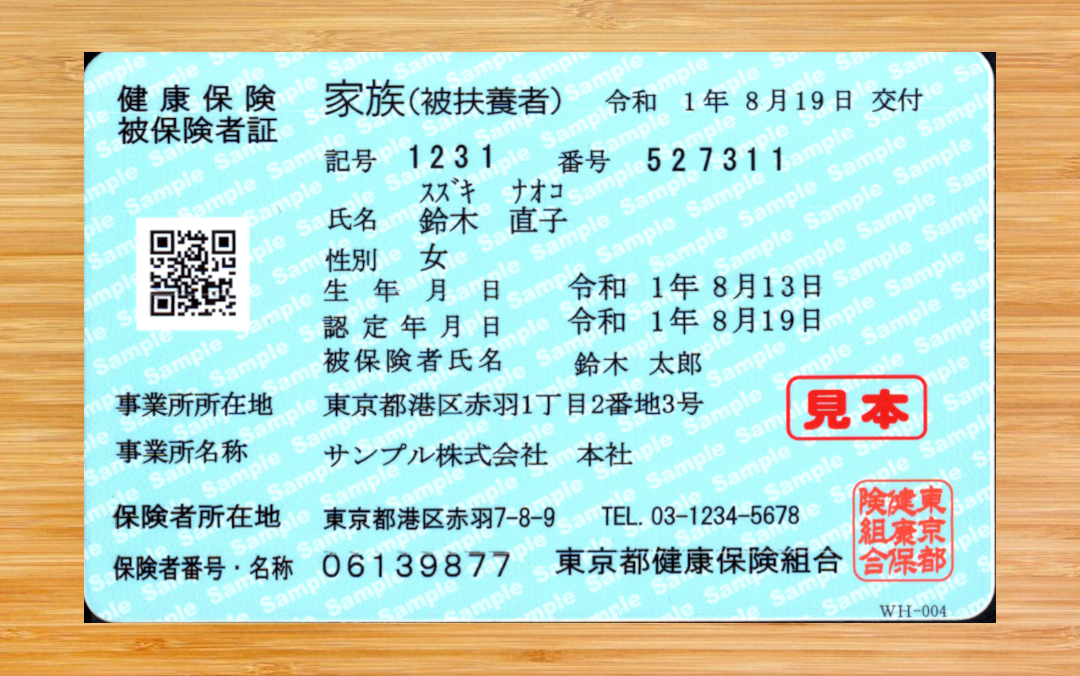 健康保険 家族(被扶養者) 令和 1年 8月19日 交付
被保険者証
記号 1231 番号 527311
スズキ ナオコ
氏名 鈴木 直子
性別 女
生年月日 令和 1年 8月13日
認定年月日 令和 1年 8月19日
被保険者氏名 鈴木 太郎
事業所所在地 東京都港区赤羽1丁目2番地3号
見本
事業所名称 サンプル株式会社 本社
保険者所在地 東京都港区赤羽7-8-9 TEL.03-1234-5678
保険者番号・名称 06139877 東京都健康保険組合
東京都健康保険組合
WH-004
Sample